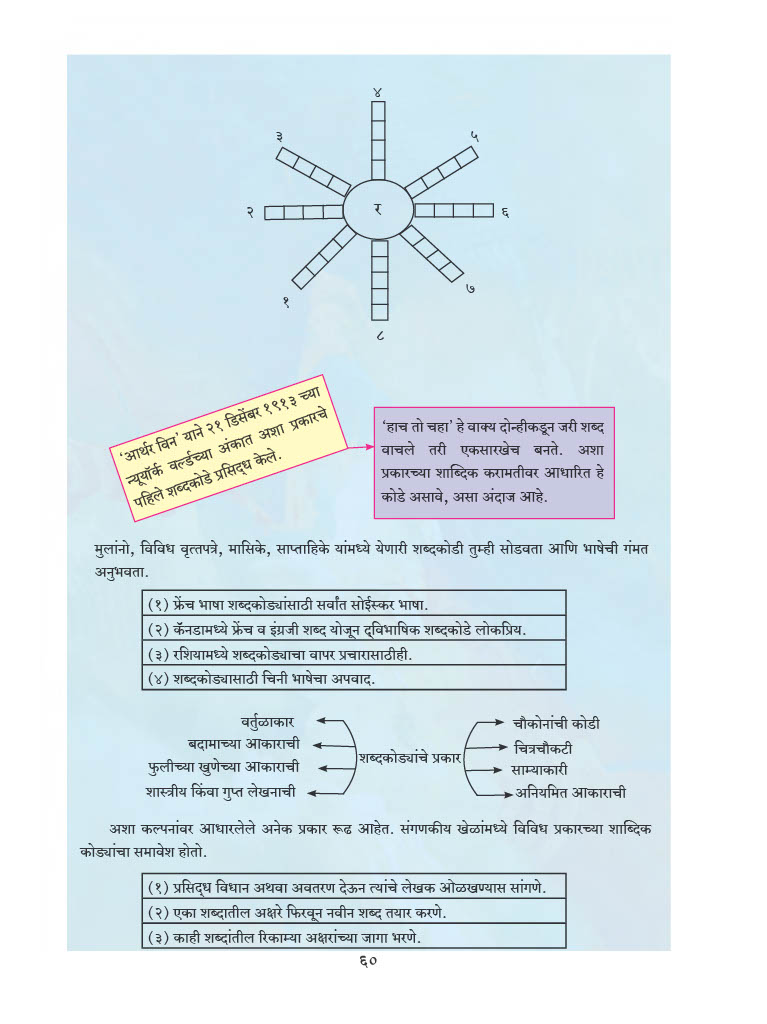 ४
३
५
२
र
६
१
७
८
‘आर्थर विन’ याने २१ डिसेंबर १९१३ च्या
न्यूयॉर्क वर्ल्डच्या अंकात अशा प्रकारचे
पहिले शब्दकोडे प्रसिद्ध केले.
‘हाच तो चहा’ हे वाक्य दोन्हीकडून जरी शब्द
वाचले तरी एकसारखेच बनते. अशा
प्रकारच्या शाब्दिक करामतीवर आधारित हे
कोडे असावे, असा अंदाज आहे.
मुलांनो, विविध वृत्तपत्रे, मासिके, साप्ताहिके यांमध्ये येणारी शब्दकोडी तुम्ही सोडवता आणि भाषेची गंमत
अनुभवता.
(१) फ्रेंच भाषा शब्दकोड्यांसाठी सर्वांत सोईस्कर भाषा.
(२) कॅनडामध्ये फ्रेंच व इंग्रजी शब्द योजून द्विभाषिक शब्दकोडे लोकप्रिय.
(३) रशियामध्ये शब्दकोड्याचा वापर प्रचारासाठीही.
(४) शब्दकोड्यासाठी चिनी भाषेचा अपवाद.
वर्तुळाकार
बदामाच्या आकाराची
फुलीच्या खुणेच्या आकाराची
शास्त्रीय किंवा गुप्त लेखनाची
शब्दकोड्यांचे प्रकार
चौकोनांची कोडी
चित्रचौकटी
साम्याकारी
अनियमित आकाराची
अशा कल्पनांवर आधारलेले अनेक प्रकार रूढ आहेत. संगणकीय खेळांमध्ये विविध प्रकारच्या शाब्दिक
कोड्यांचा समावेश होतो.
(१) प्रसिद्ध विधान अथवा अवतरण देऊन त्यांचे लेखक ओळखण्यास सांगणे.
(२) एका शब्दातील अक्षरे फिरवून नवीन शब्द तयार करणे.
(३) काही शब्दांतील रिकाम्या अक्षरांच्या जागा भरणे.
६०